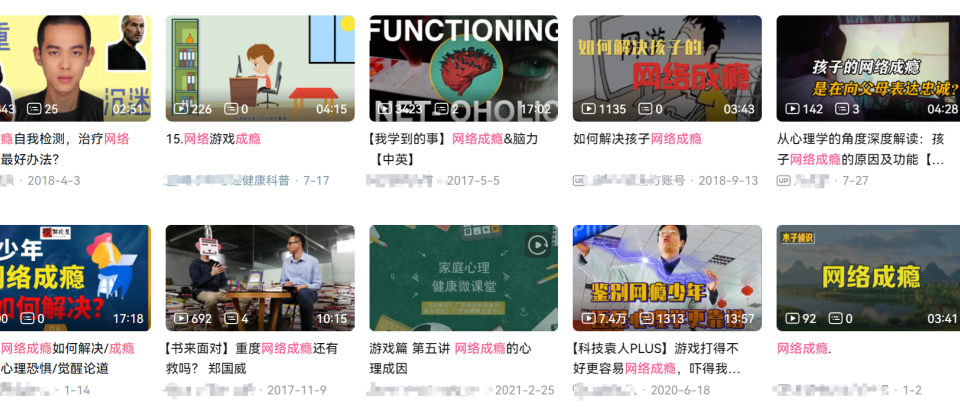 重
沉迷
543 25 02:51
瘾自我检测，治疗网络
最好办法？
· 2018-4-3
226 0 04:15
15.网络游戏成瘾
健康科普 · 7-17
FUNCTIONING
NET-OHOL
3423 2 17:02
【我学到的事】网络成瘾&脑力
【中英】
· 2017-5-5
如何解决孩子的
网络成瘾
1135 0 03:43
如何解决孩子网络成瘾
方账号 · 2018-9-13
孩子的网络成瘾
是在向父母表达忠诚?
142 3 04:28
从心理学的角度深度解读：孩
子网络成瘾的原因及功能【...
UP
· 7-27
少年
网络成瘾
如何解决?
0 17:18
网络成瘾如何解决/成瘾
心理恐惧/觉醒论道
· 1-14
692 4 10:15
【书来面对】重度网络成瘾还有
救吗？ 郑国威
· 2017-11-9
家庭心理
健康微课堂
游戏篇 第五讲 网络成瘾的心
理成因
2021-2-25
PLU
鉴别网瘾少年
7.4万 1313 13:57
【科技袁人PLUS】游戏打得不
好更容易网络成瘾，吓得我...
· 2020-6-18
木子偵识
网络成瘾
92 0 03:41
网络成瘾.
· 1-2